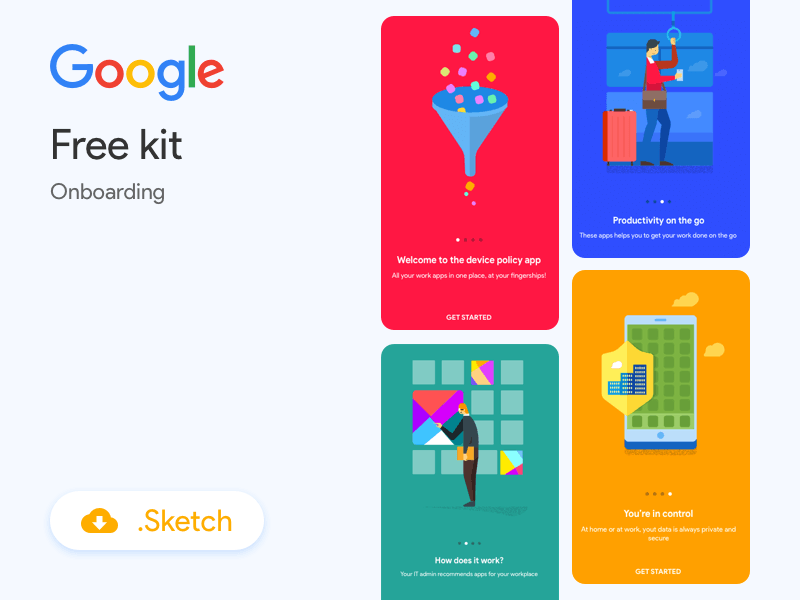 Google
Free kit
Onboarding
.Sketch
Welcome to the device policy app
All your work apps in one place, at your fingerships!
GET STARTED
How does it work?
Your IT admin recommends apps for your workplace
Productivity on the go
These apps helps you to get your work done on the go
You're in control
At home or at work, yout data is always private and
secure
GET STARTED